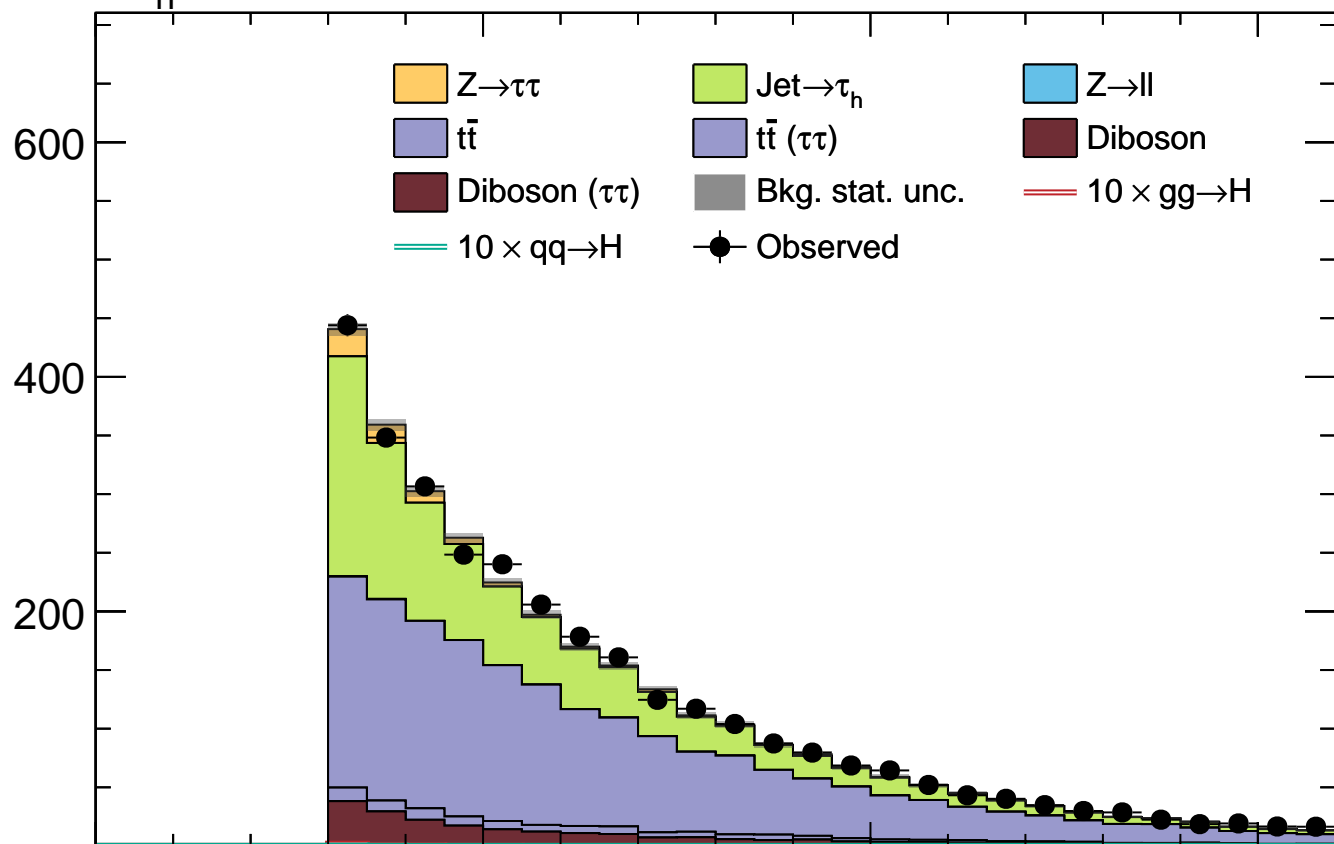 Z→ττ Jet→τh Z→ll
tt̄ tt̄ (ττ) Diboson
Diboson (ττ) Bkg. stat. unc. 10 × gg→H
10 × qq→H Observed
600
400
200